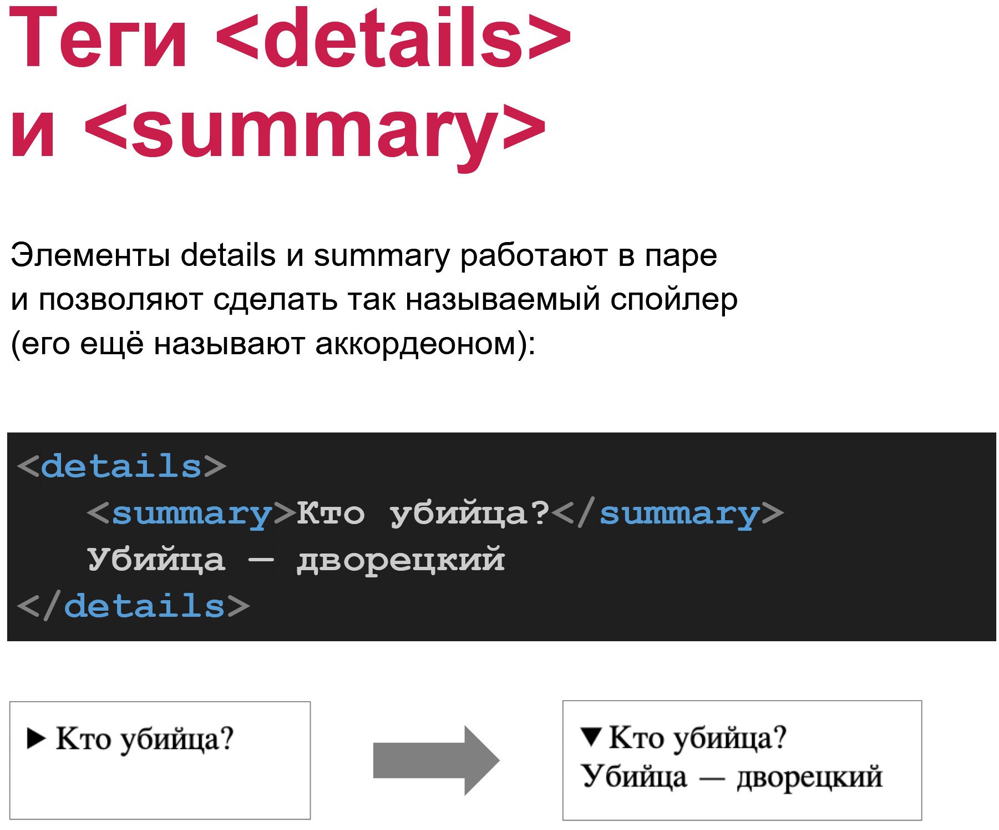 Теги <details>
и <summary>
Элементы details и summary работают в паре
и позволяют сделать так называемый спойлер
(его ещё называют аккордеоном):
<details>
<summary>Кто убийца?</summary>
Убийца — дворецкий
</details>
▶ Кто убийца?
▼ Кто убийца?
Убийца — дворецкий